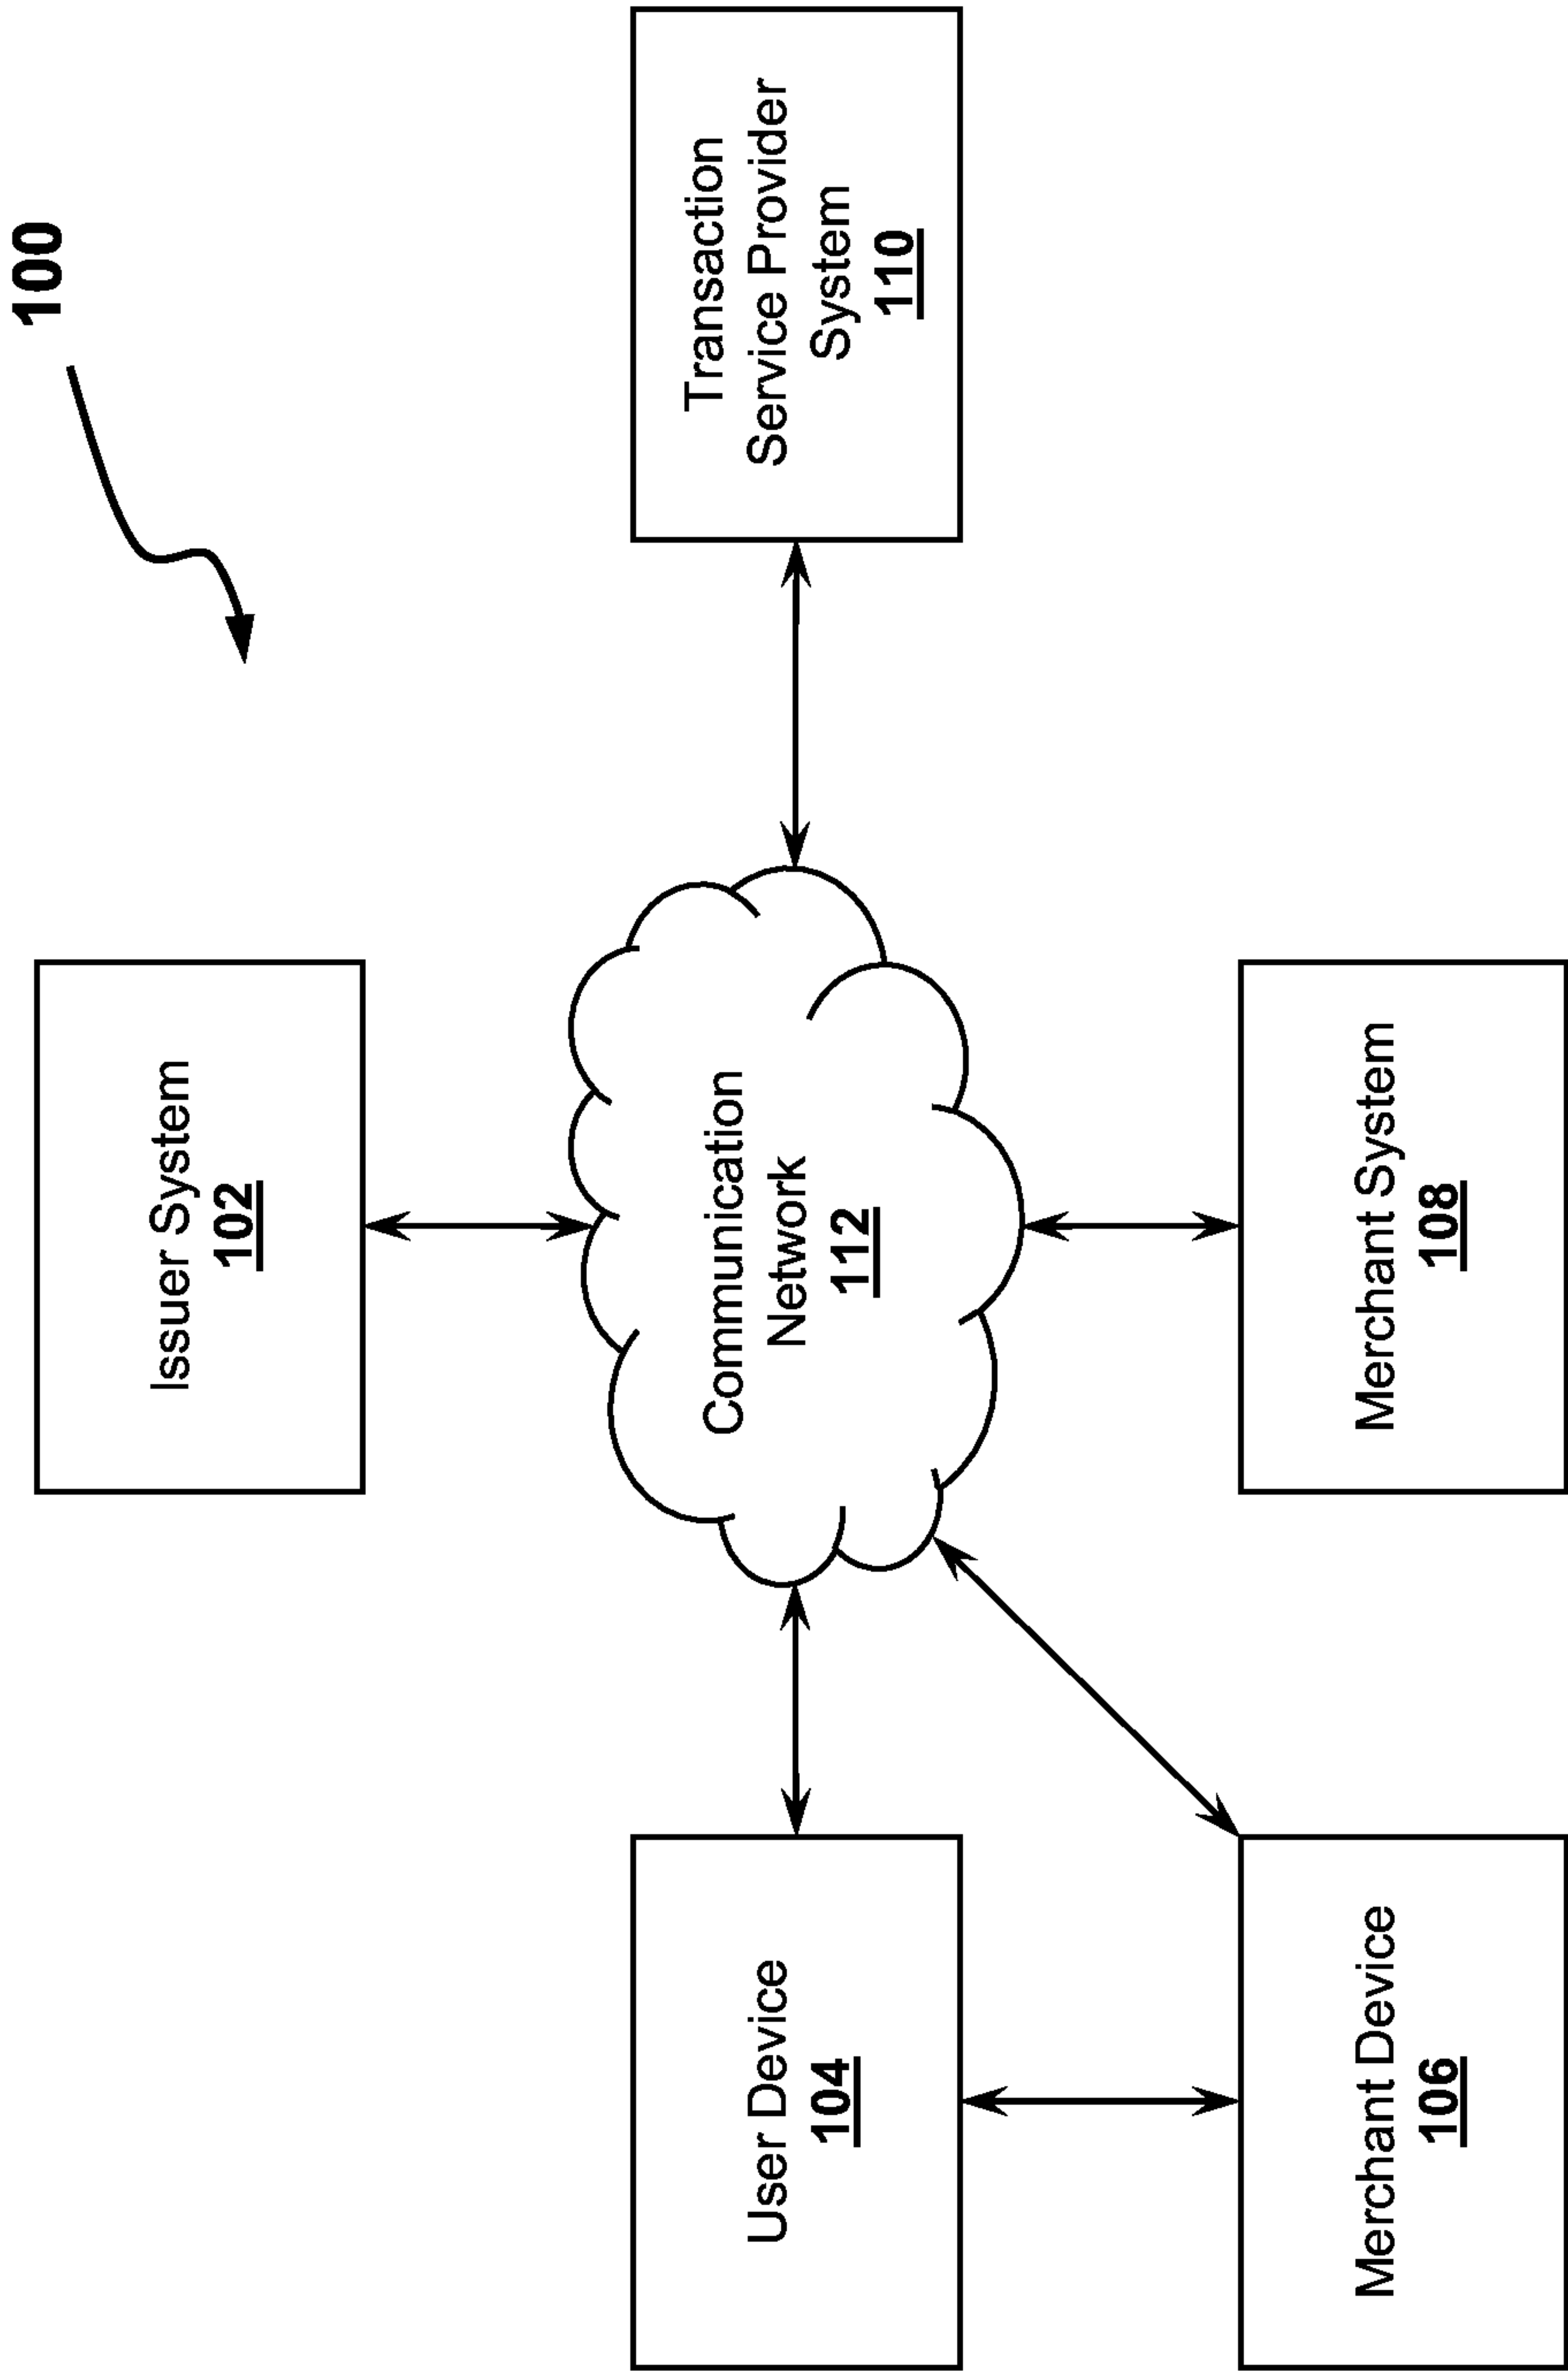 100
Issuer System
102
User Device
104
Communication
Network
112
Transaction
Service Provider
System
110
Merchant Device
106
Merchant System
108